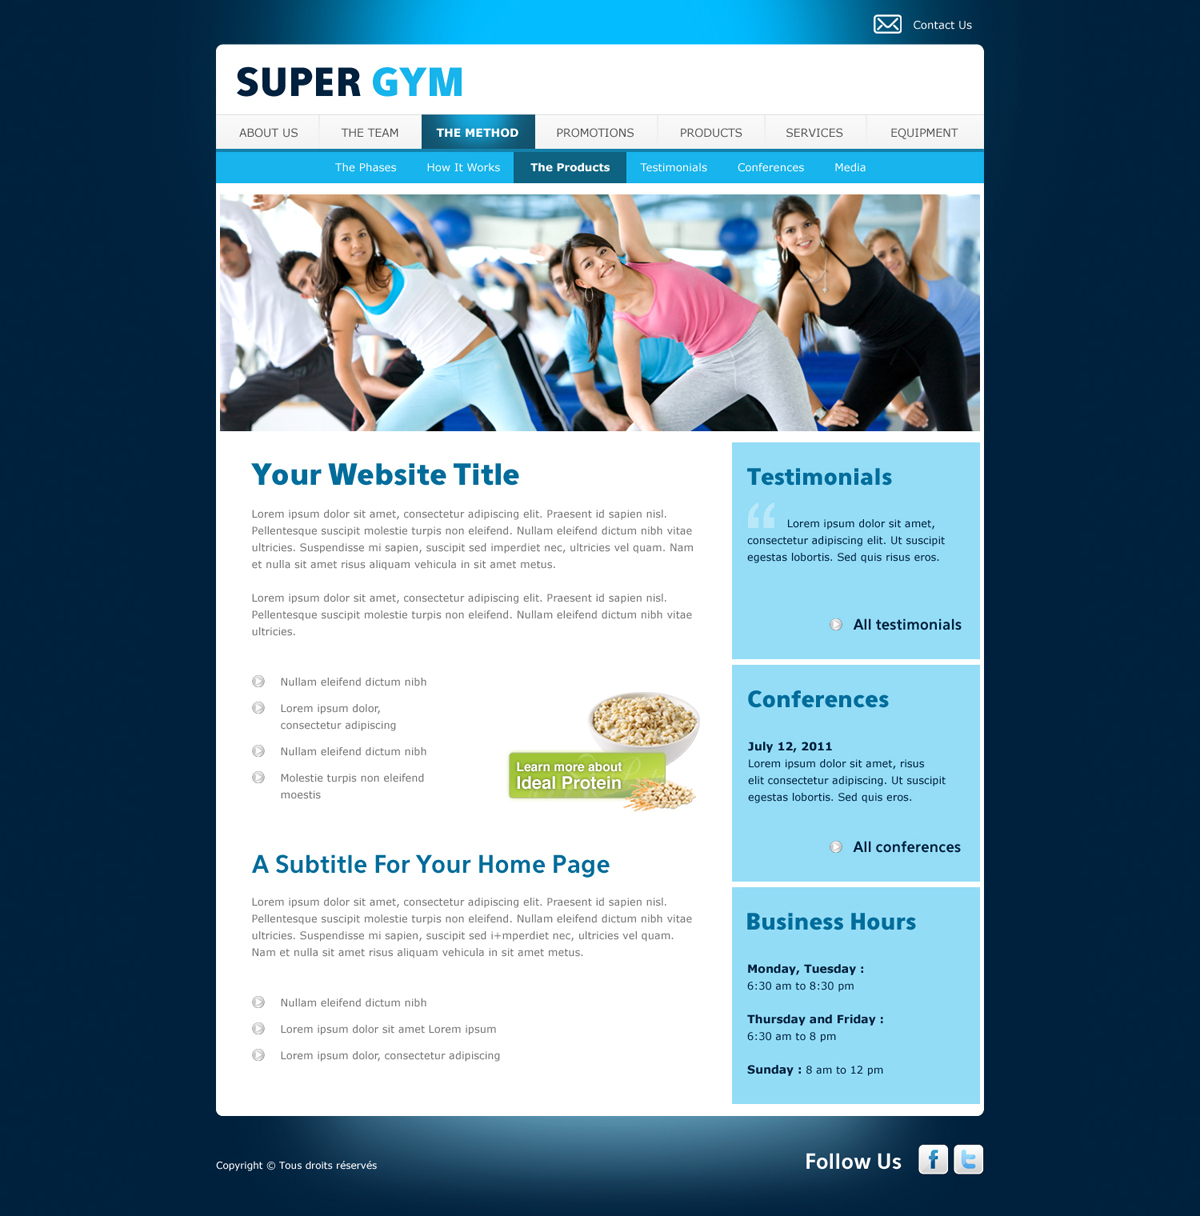 Contact Us
SUPER GYM
ABOUT US THE TEAM THE METHOD PROMOTIONS PRODUCTS SERVICES EQUIPMENT
The Phases How It Works The Products Testimonials Conferences Media
Your Website Title
Lorem ipsum dolor sit amet, consectetur adipiscing elit. Praesent id sapien nisl.
Pellentesque suscipit molestie turpis non eleifend. Nullam eleifend dictum nibh vitae
ultricies. Suspendisse mi sapien, suscipit sed imperdiet nec, ultricies vel quam. Nam
et nulla sit amet risus aliquam vehicula in sit amet metus.
Lorem ipsum dolor sit amet, consectetur adipiscing elit. Praesent id sapien nisl.
Pellentesque suscipit molestie turpis non eleifend. Nullam eleifend dictum nibh vitae
ultricies.
Nullam eleifend dictum nibh
Lorem ipsum dolor,
consectetur adipiscing
Nullam eleifend dictum nibh
Molestie turpis non eleifend
moestis
Learn more about
Ideal Protein
A Subtitle For Your Home Page
Lorem ipsum dolor sit amet, consectetur adipiscing elit. Praesent id sapien nisl.
Pellentesque suscipit molestie turpis non eleifend. Nullam eleifend dictum nibh vitae
ultricies. Suspendisse mi sapien, suscipit sed i+mperdiet nec, ultricies vel quam.
Nam et nulla sit amet risus aliquam vehicula in sit amet metus.
Nullam eleifend dictum nibh
Lorem ipsum dolor sit amet Lorem ipsum
Lorem ipsum dolor, consectetur adipiscing
Testimonials
“ Lorem ipsum dolor sit amet,
consectetur adipiscing elit. Ut suscipit
egestas lobortis. Sed quis risus eros.
All testimonials
Conferences
July 12, 2011
Lorem ipsum dolor sit amet, risus
elit consectetur adipiscing. Ut suscipit
egestas lobortis. Sed quis eros.
All conferences
Business Hours
Monday, Tuesday :
6:30 am to 8:30 pm
Thursday and Friday :
6:30 am to 8 pm
Sunday : 8 am to 12 pm
Copyright © Tous droits réservés
Follow Us f t